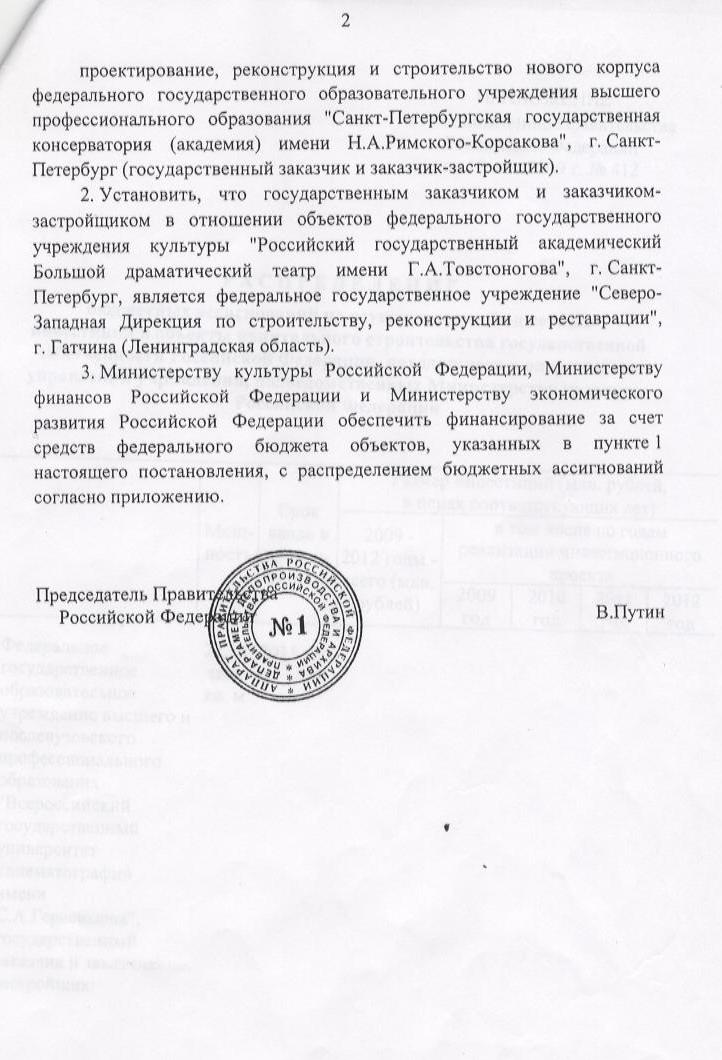 2
проектирование, реконструкция и строительство нового корпуса
федерального государственного образовательного учреждения высшего
профессионального образования "Санкт-Петербургская государственная
консерватория (академия) имени Н.А.Римского-Корсакова", г. Санкт-
Петербург (государственный заказчик и заказчик-застройщик).
2. Установить, что государственным заказчиком и заказчиком-
застройщиком в отношении объектов федерального государственного
учреждения культуры "Российский государственный академический
Большой драматический театр имени Г.А.Товстоногова", г. Санкт-
Петербург, является федеральное государственное учреждение "Северо-
Западная Дирекция по строительству, реконструкции и реставрации",
г. Гатчина (Ленинградская область).
3. Министерству культуры Российской Федерации, Министерству
финансов Российской Федерации и Министерству экономического
развития Российской Федерации обеспечить финансирование за счет
средств федерального бюджета объектов, указанных в пункте 1
настоящего постановления, с распределением бюджетных ассигнований
согласно приложению.
Председатель Правительства
Российской Федерации
В.Путин
АППАРАТ ПРАВИТЕЛЬСТВА РОССИЙСКОЙ ФЕДЕРАЦИИ
ДЕПАРТАМЕНТ ДЕЛОПРОИЗВОДСТВА И АРХИВА
ПРАВИТЕЛЬСТВА РОССИЙСКОЙ ФЕДЕРАЦИИ
№ 1